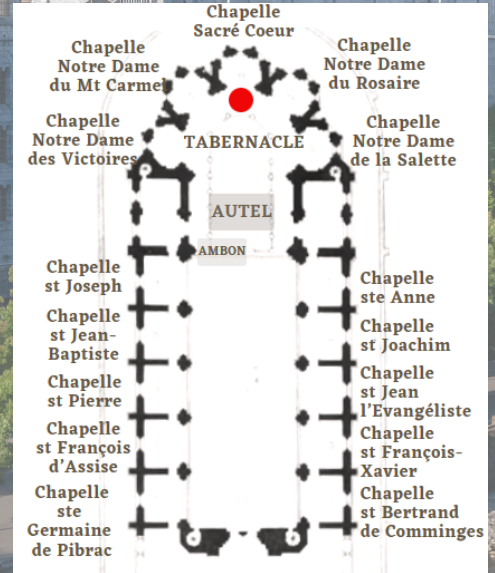 Chapelle
Sacré Coeur
Chapelle
Notre Dame
du Mt Carmel
Chapelle
Notre Dame
du Rosaire
Chapelle
Notre Dame
des Victoires
TABERNACLE
Chapelle
Notre Dame
de la Salette
AUTEL
AMBON
Chapelle
st Joseph
Chapelle
ste Anne
Chapelle
st Jean-
Baptiste
Chapelle
st Joachim
Chapelle
st Pierre
Chapelle
st Jean
l'Evangéliste
Chapelle
st François
d'Assise
Chapelle
st François-
Xavier
Chapelle
ste
Germaine
de Pibrac
Chapelle
st Bertrand
de Comminges